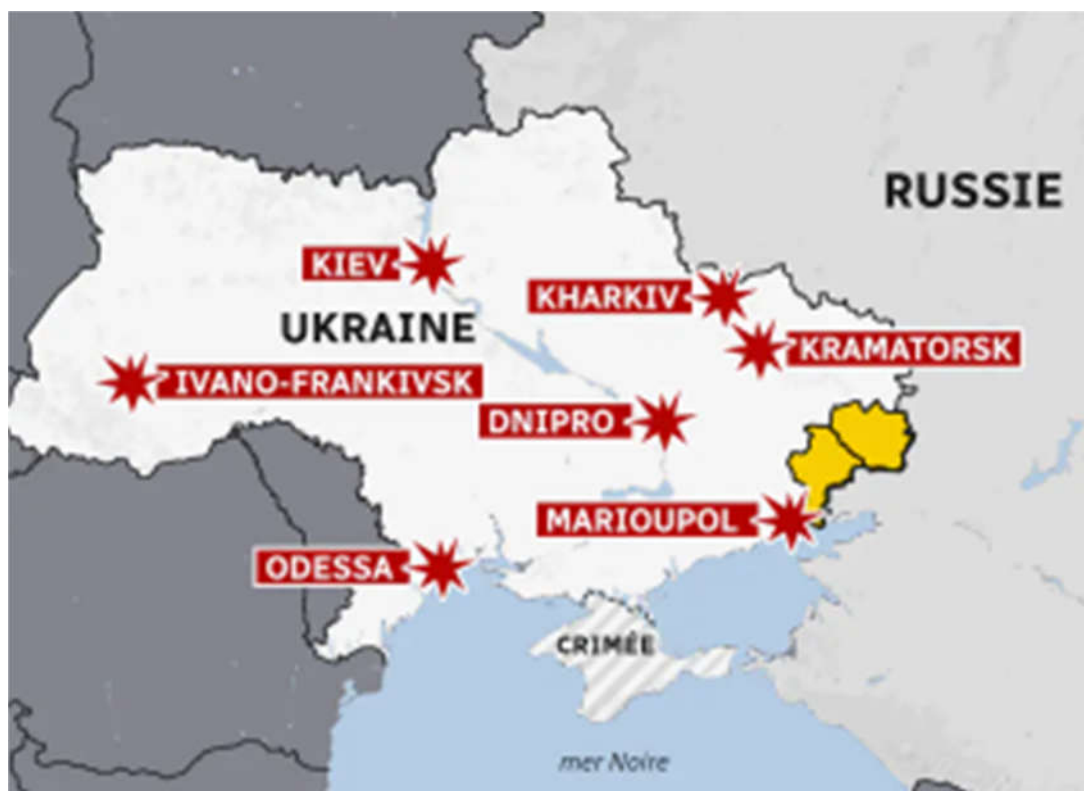 RUSSIE
KIEV
KHARKIV
UKRAINE
KRAMATORSK
IVANO-FRANKIVSK
DNIPRO
MARIOUPOL
ODESSA
CRIMÉE
mer Noire